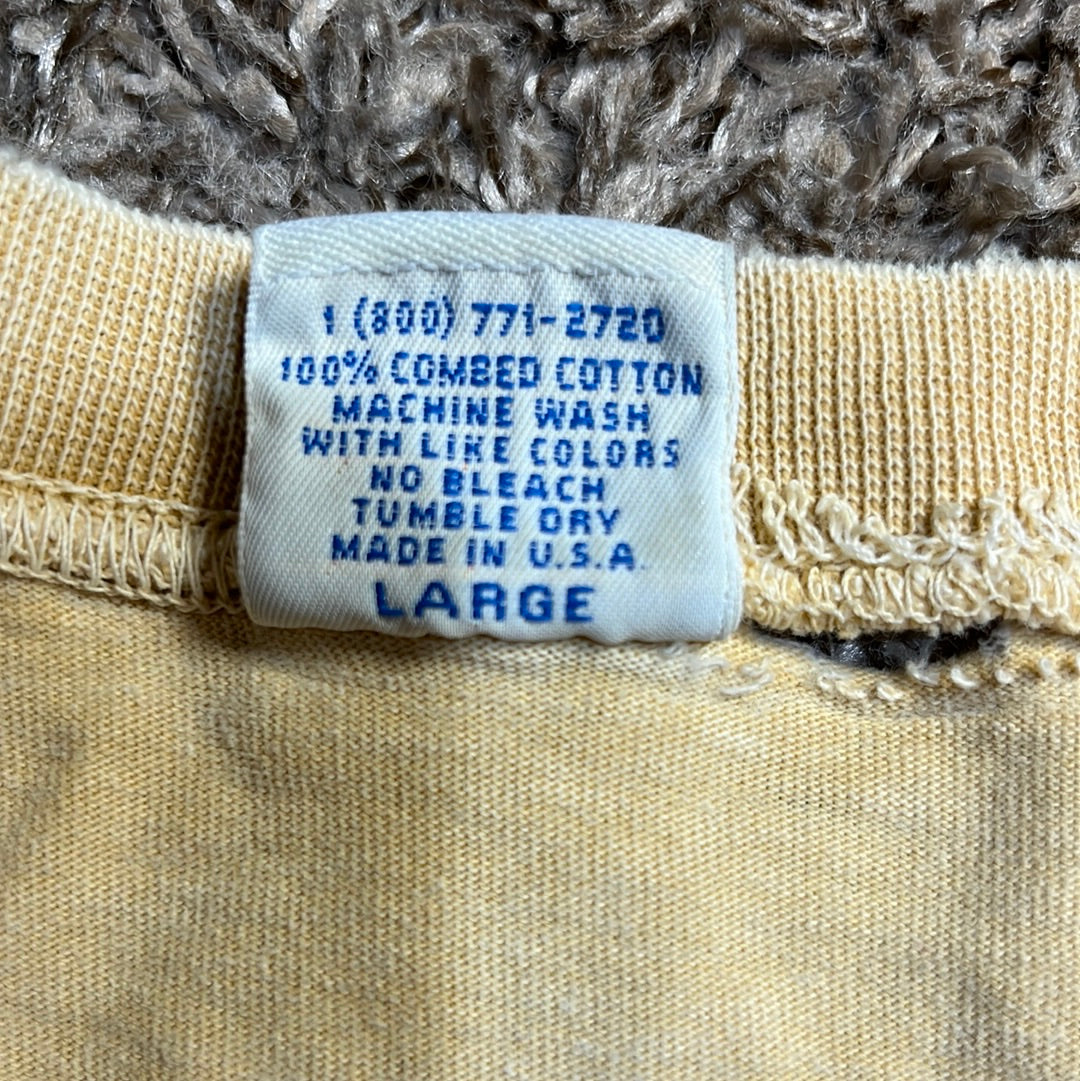 1 (800) 771-2720
100% COMBED COTTON
MACHINE WASH
WITH LIKE COLORS
NO BLEACH
TUMBLE DRY
MADE IN U.S.A.
LARGE